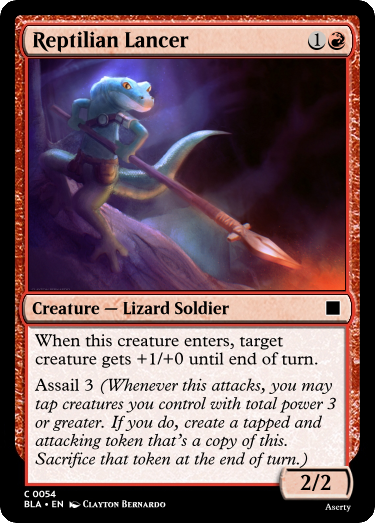 Reptilian Lancer 1
Creature — Lizard Soldier
When this creature enters, target
creature gets +1/+0 until end of turn.
Assail 3 (Whenever this attacks, you may
tap creatures you control with total power 3
or greater. If you do, create a tapped and
attacking token that's a copy of this.
Sacrifice that token at the end of turn.)
2/2
C 0054
BLA • EN Clayton Bernardo
Aserty